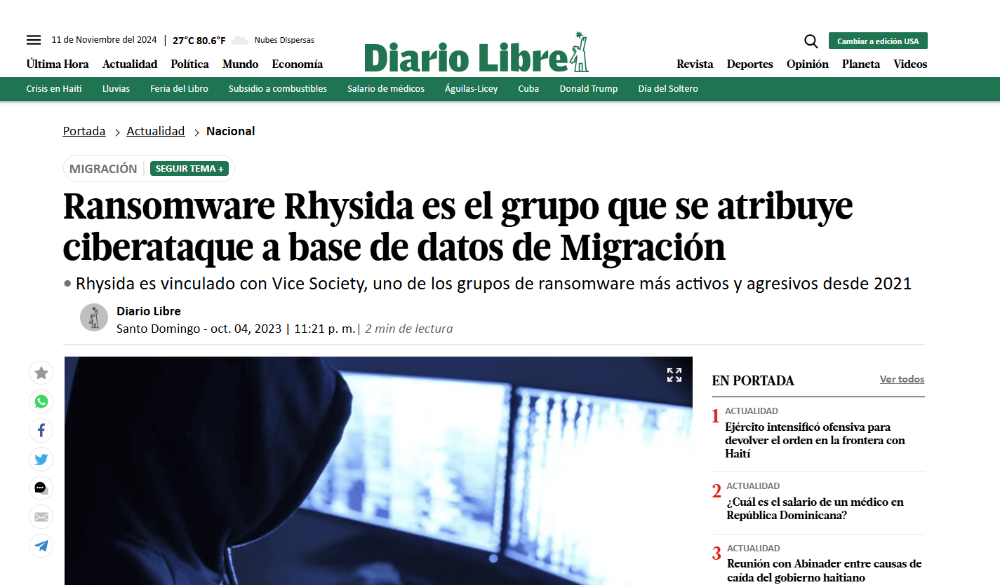 11 de Noviembre del 2024 | 27°C 80.6°F Nubes Dispersas
Cambiar a edición USA
Última Hora Actualidad Política Mundo Economía
Diario Libre
Revista Deportes Opinión Planeta Videos
Crisis en Haití Lluvias Feria del Libro Subsidio a combustibles Salario de médicos Águilas-Licey Cuba Donald Trump Día del Soltero
Portada > Actualidad > Nacional
MIGRACIÓN SEGUIR TEMA +
Ransomware Rhysida es el grupo que se atribuye
ciberataque a base de datos de Migración
• Rhysida es vinculado con Vice Society, uno de los grupos de ransomware más activos y agresivos desde 2021
Diario Libre
Santo Domingo - oct. 04, 2023 | 11:21 p. m.| 2 min de lectura
EN PORTADA Ver todos
1 ACTUALIDAD
Ejército intensificó ofensiva para
devolver el orden en la frontera con
Haití
2 ACTUALIDAD
¿Cuál es el salario de un médico en
República Dominicana?
3 ACTUALIDAD
Reunión con Abinader entre causas de
caída del gobierno haitiano